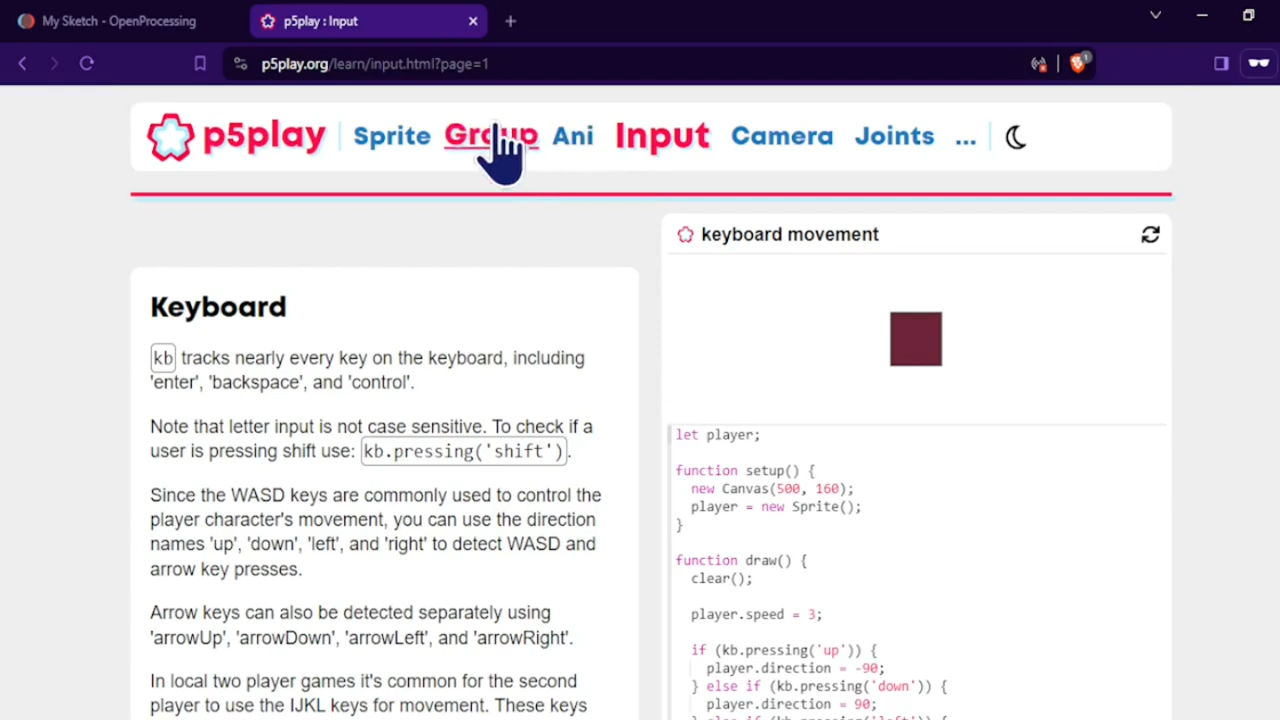 My Sketch - OpenProcessing
p5play : Input
p5play.org/learn/input.html?page=1
1
p5play
Sprite
Group
Ani
Input
Camera
Joints
...
Keyboard
kb tracks nearly every key on the keyboard, including
'enter', 'backspace', and 'control'.
Note that letter input is not case sensitive. To check if a
user is pressing shift use: kb.pressing('shift').
Since the WASD keys are commonly used to control the
player character's movement, you can use the direction
names 'up', 'down', 'left', and 'right' to detect WASD and
arrow key presses.
Arrow keys can also be detected separately using
'arrowUp', 'arrowDown', 'arrowLeft', and 'arrowRight'.
In local two player games it's common for the second
player to use the IJKL keys for movement. These keys
keyboard movement
let player;
function setup() {
new Canvas(500, 160);
player = new Sprite();
}
function draw() {
clear();
player.speed = 3;
if (kb.pressing('up')) {
player.direction = -90;
} else if (kb.pressing('down')) {
player.direction = 90;
} else if (kb.pressing('left')) {